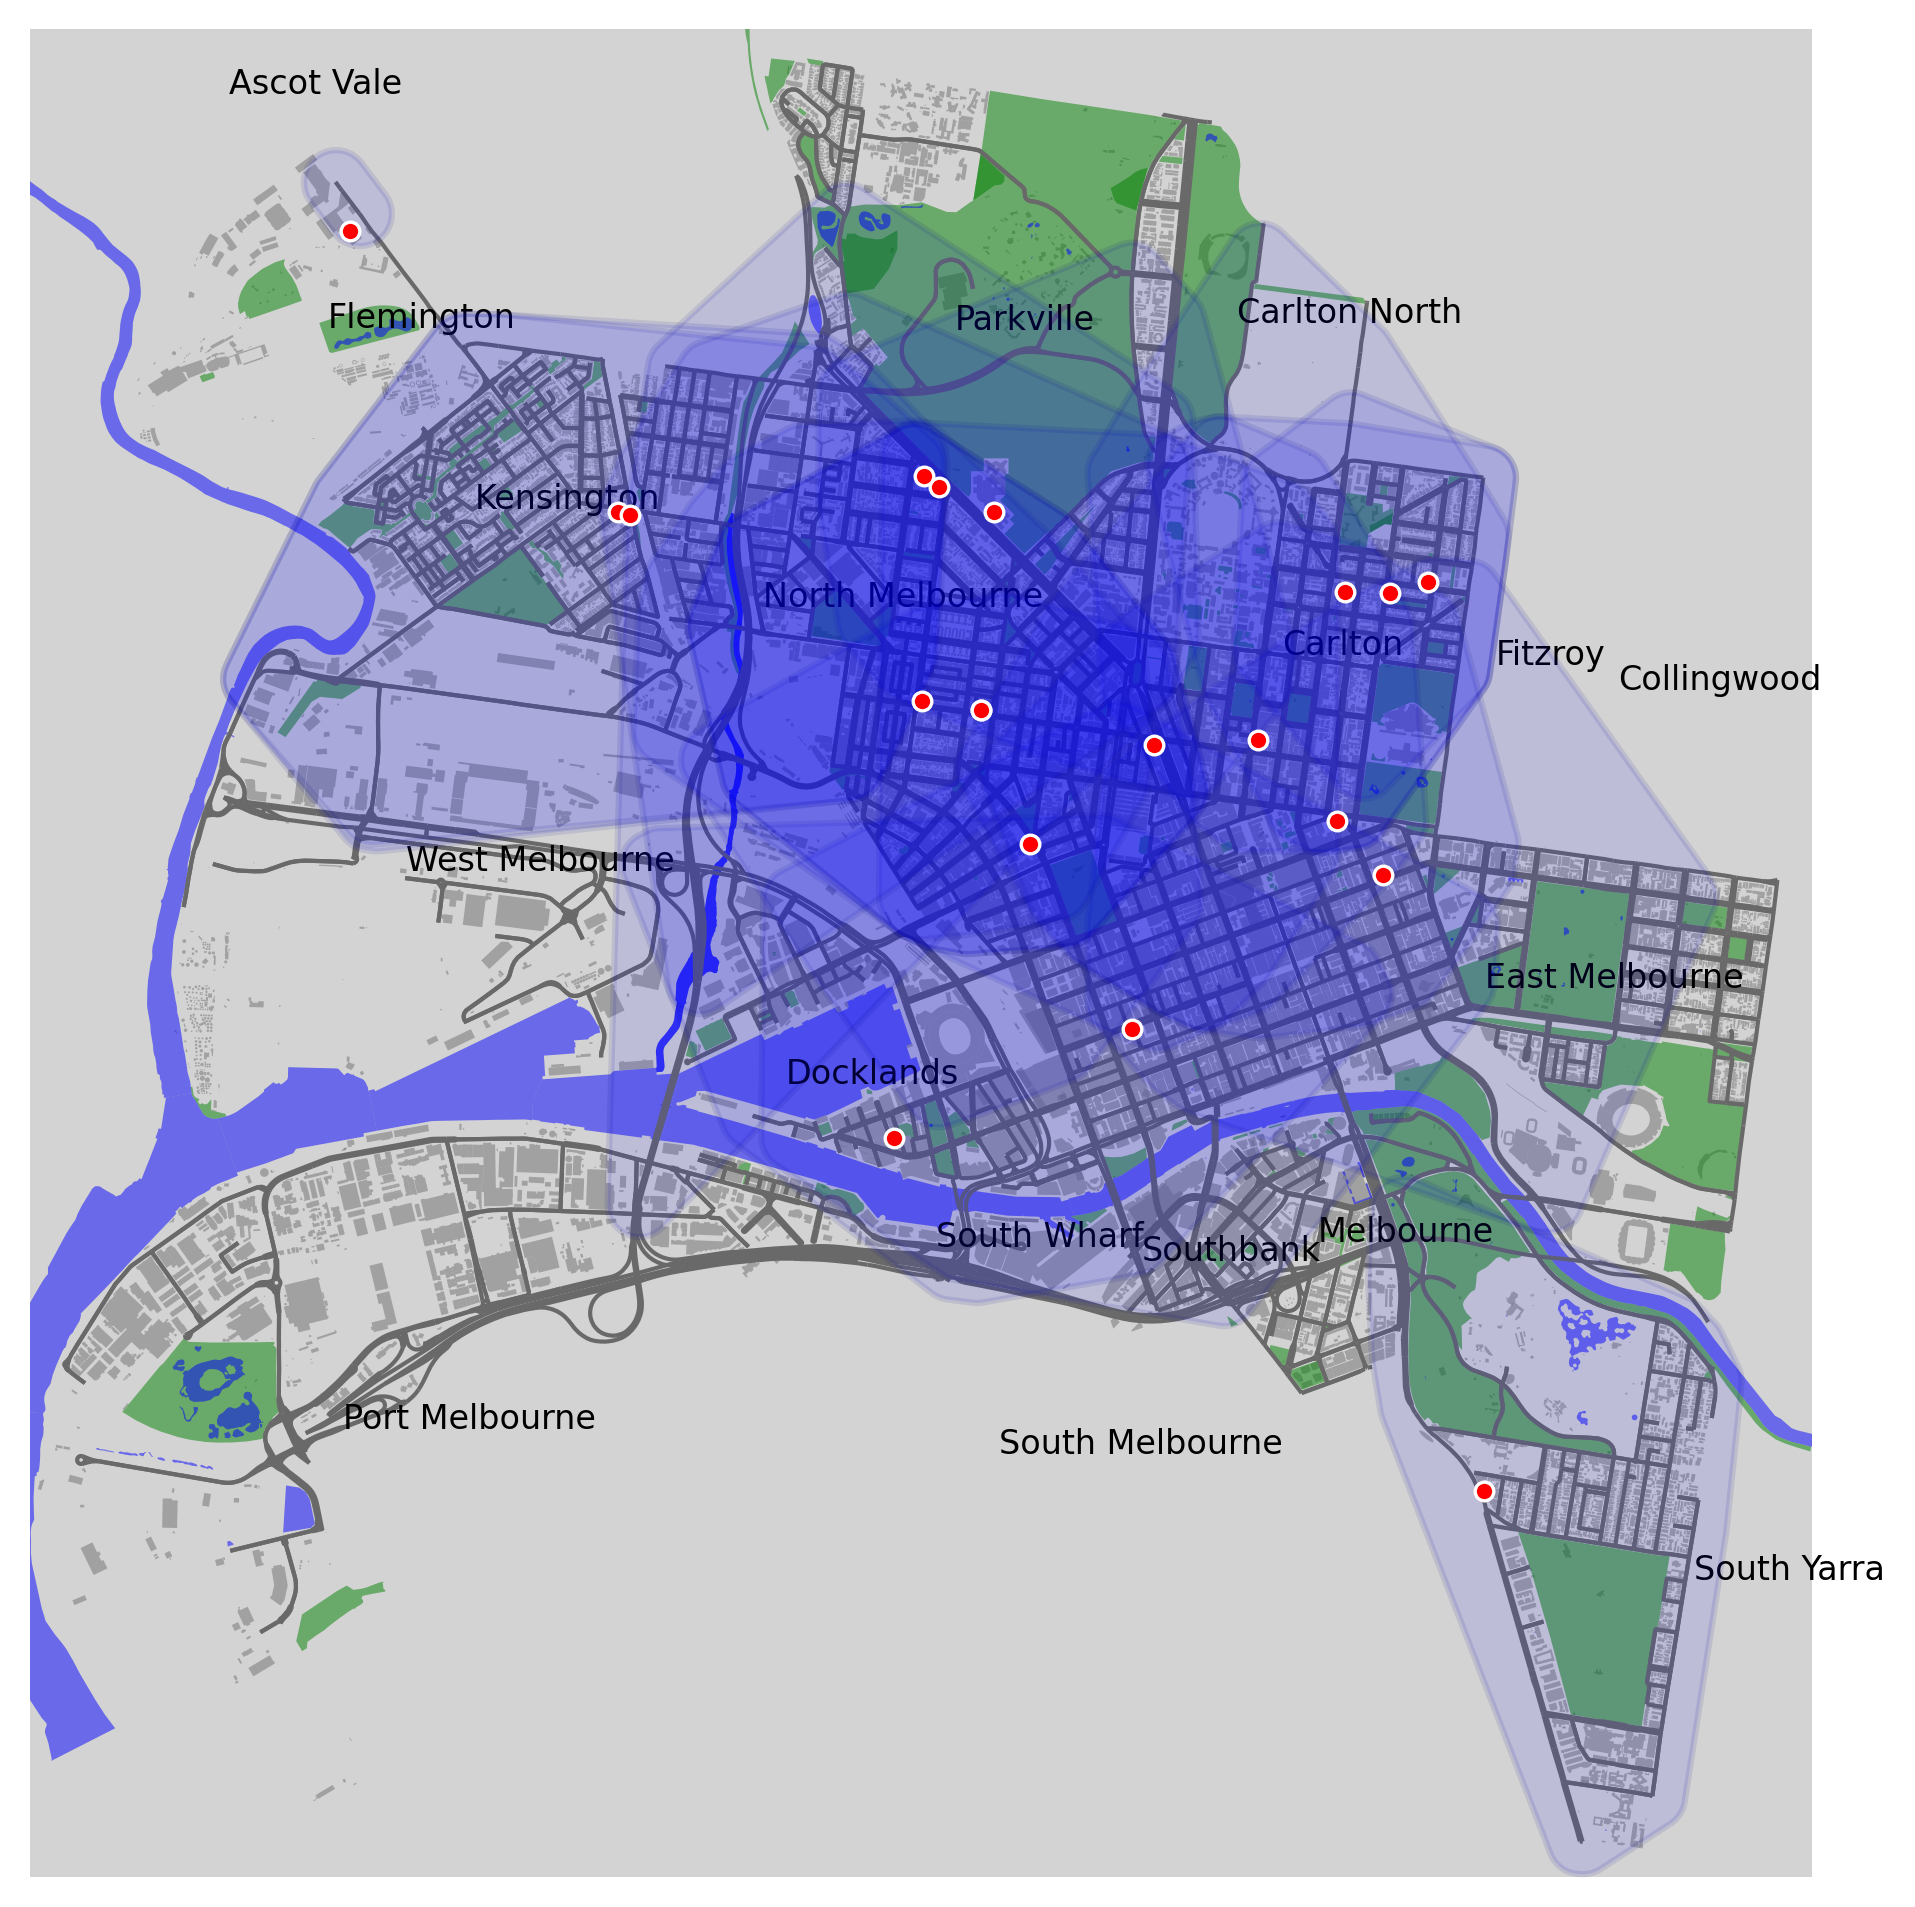 Ascot Vale
Flemington
Parkville
Carlton North
Kensington
North Melbourne
Carlton
Fitzroy
Collingwood
West Melbourne
East Melbourne
Docklands
South Wharf
Southbank
Melbourne
Port Melbourne
South Melbourne
South Yarra